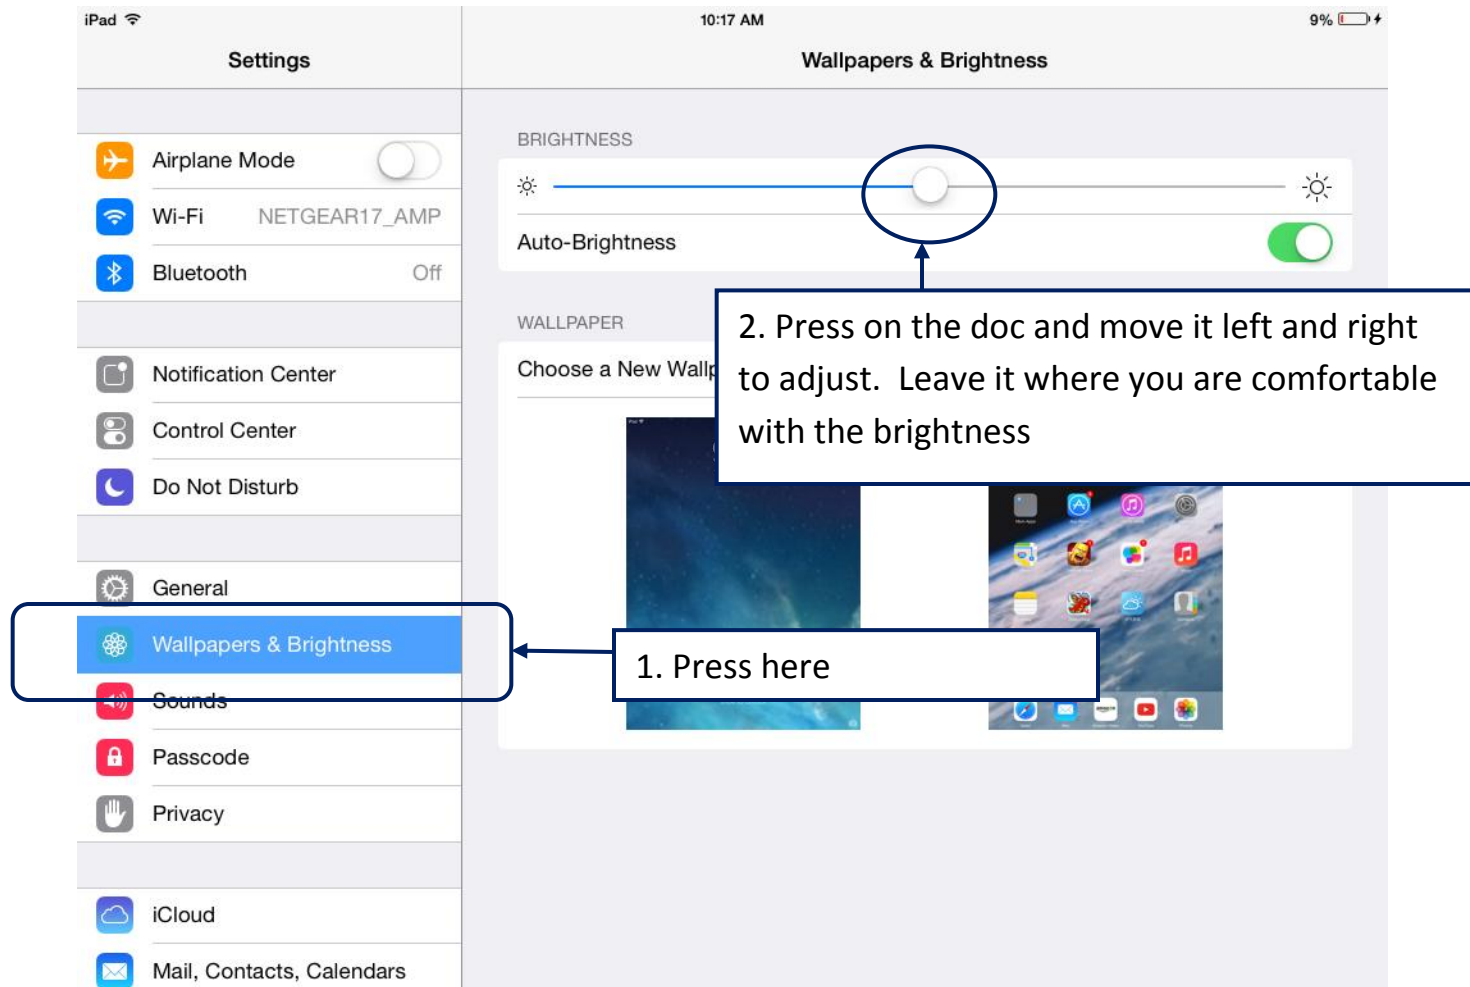 iPad
10:17 AM
9%
Settings
Wallpapers & Brightness
Airplane Mode
Wi-Fi NETGEAR17_AMP
Bluetooth Off
Notification Center
Control Center
Do Not Disturb
General
Wallpapers & Brightness
Sounds
Passcode
Privacy
iCloud
Mail, Contacts, Calendars
BRIGHTNESS
Auto-Brightness
WALLPAPER
Choose a New Wallp
2. Press on the doc and move it left and right
to adjust. Leave it where you are comfortable
with the brightness
1. Press here